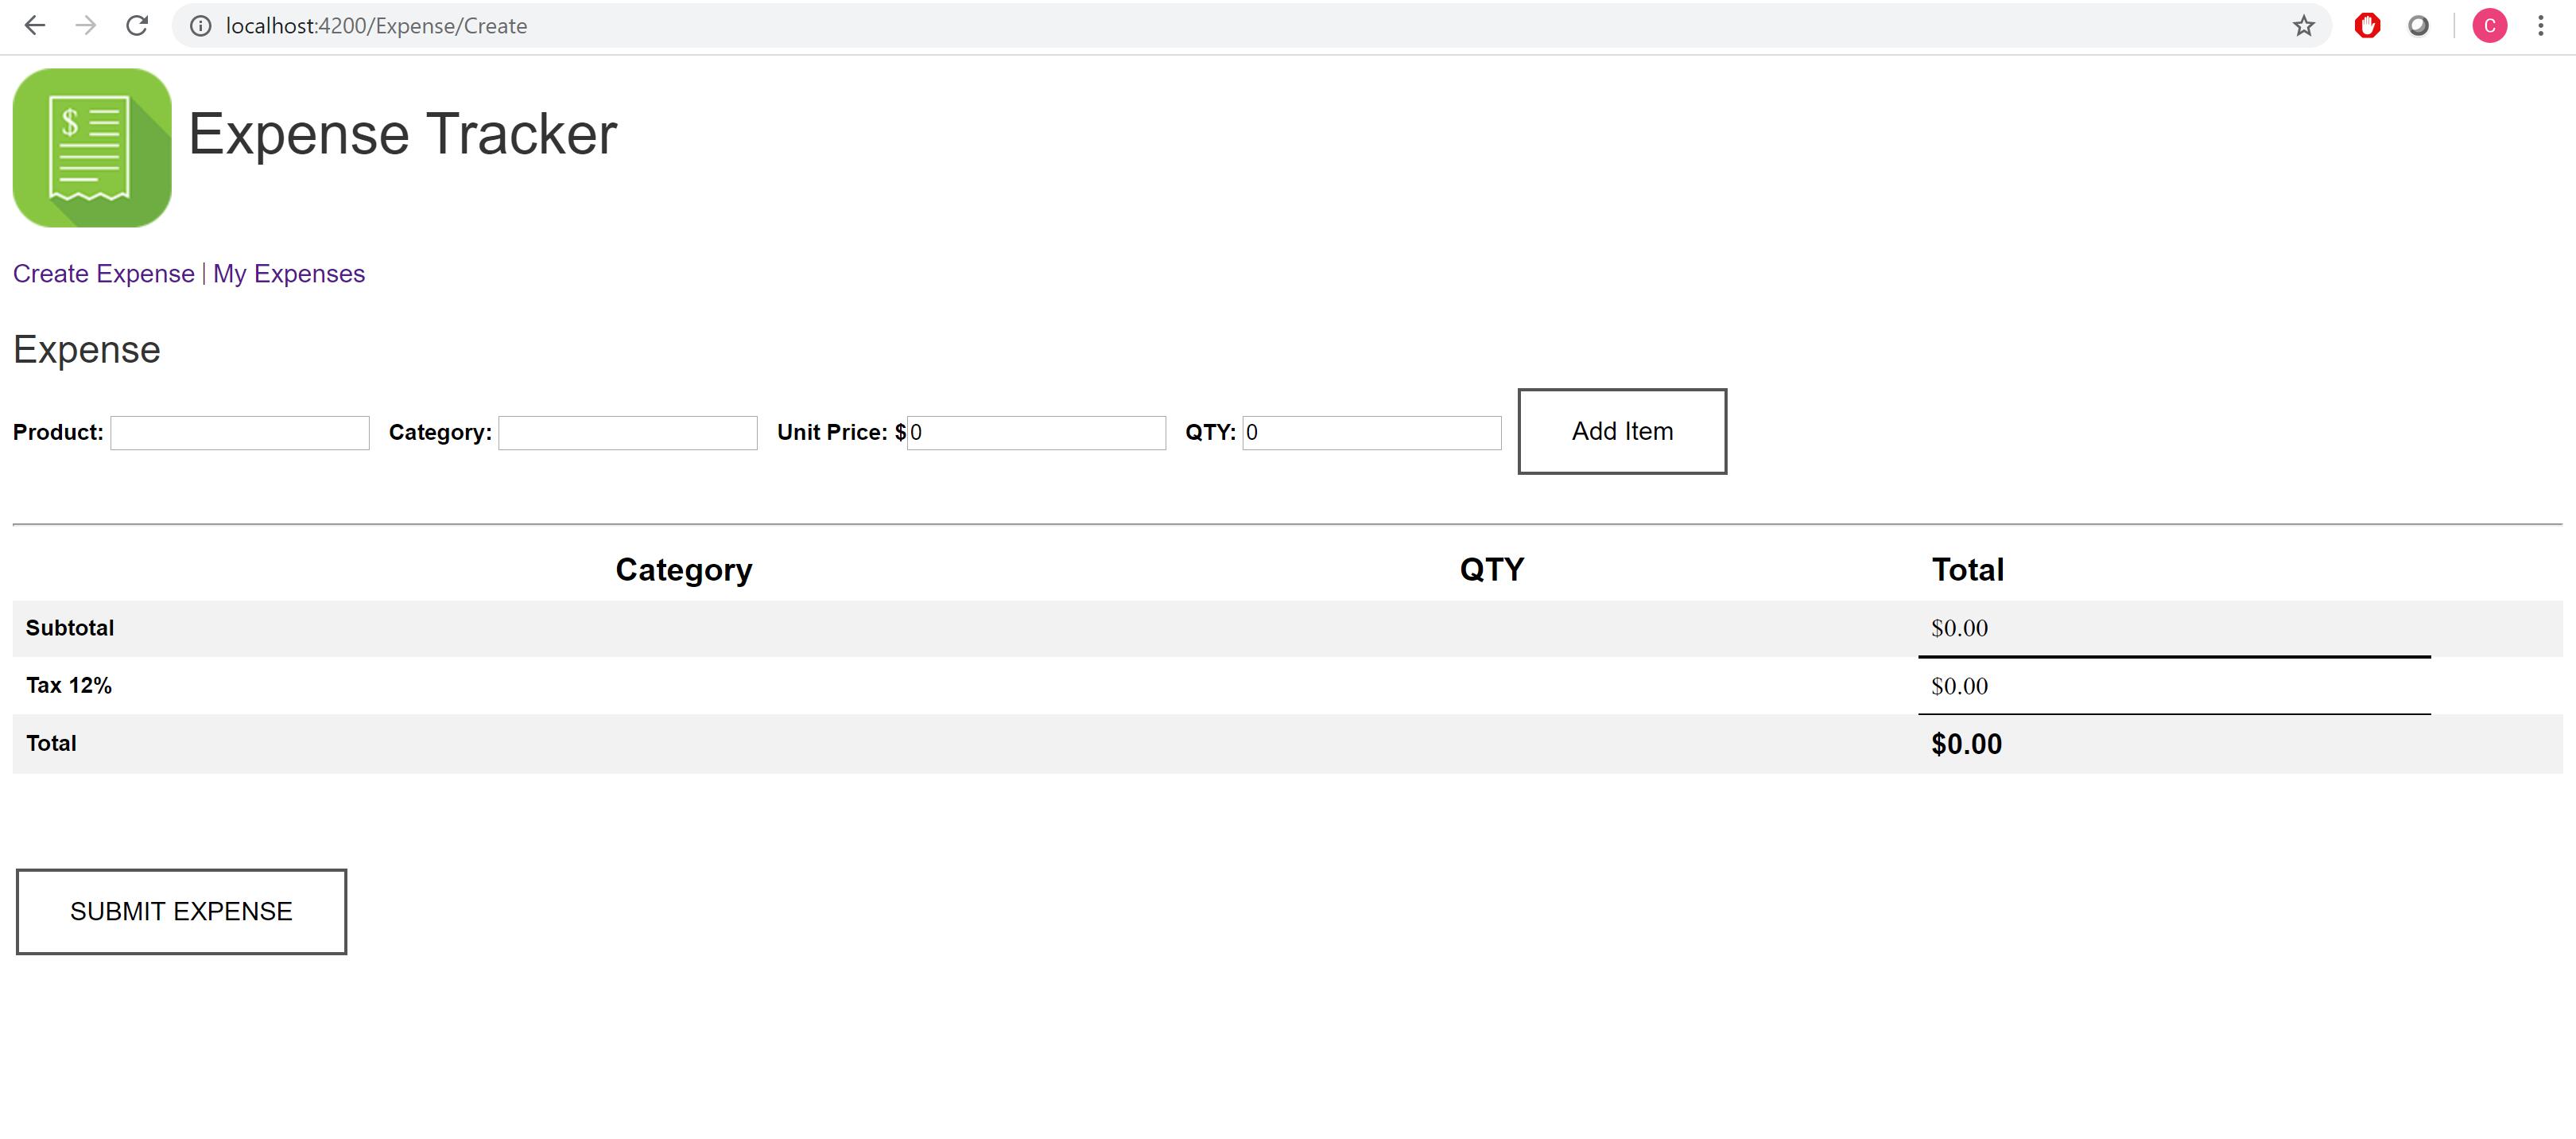 localhost:4200/Expense/Create
C
$
Expense Tracker
Create Expense | My Expenses
Expense
Product: Category: Unit Price: $0 QTY: 0 Add Item
Category QTY Total
Subtotal $0.00
Tax 12% $0.00
Total $0.00
SUBMIT EXPENSE